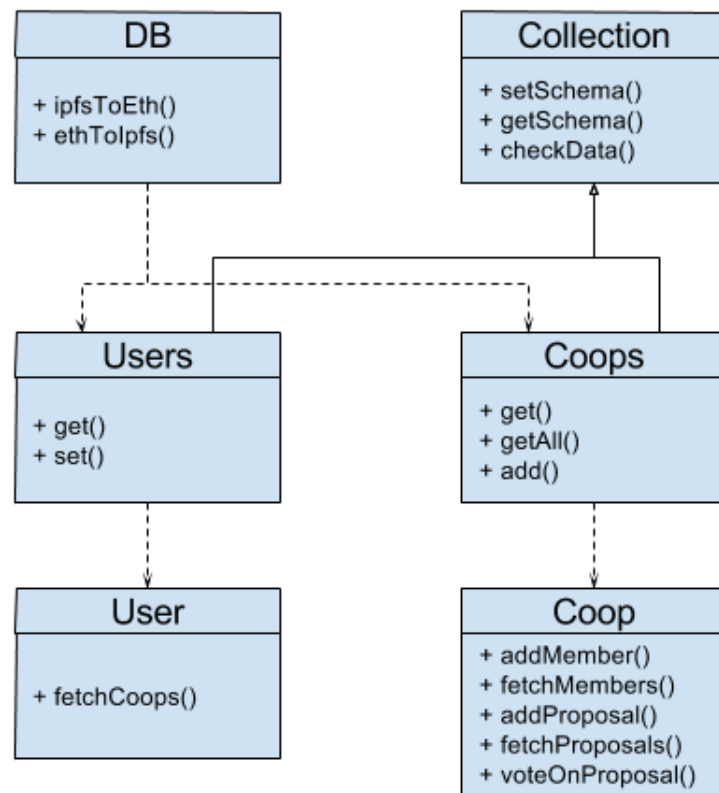 DB
+ ipfsToEth()
+ ethToIpfs()
Collection
+ setSchema()
+ getSchema()
+ checkData()
Users
+ get()
+ set()
Coops
+ get()
+ getAll()
+ add()
User
+ fetchCoops()
Coop
+ addMember()
+ fetchMembers()
+ addProposal()
+ fetchProposals()
+ voteOnProposal()